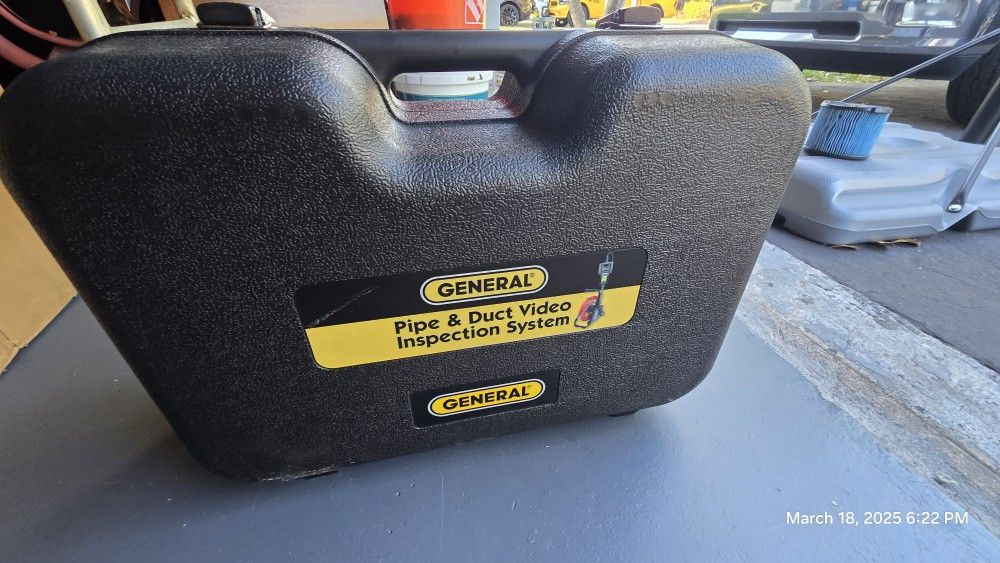 GENERAL®
Pipe & Duct Video
Inspection System
GENERAL®
March 18, 2025 6:22 PM